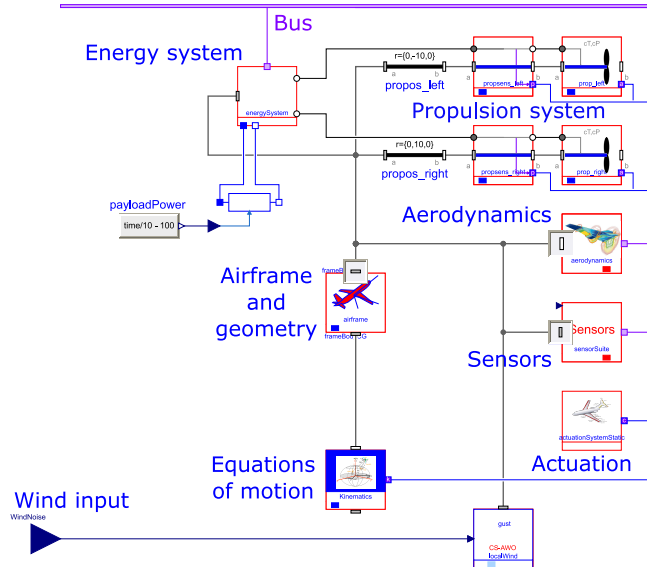 Bus
Energy system
energySystem
r={0,-10,0}
a
b
propos_left
a
propsens_left
b
cT,cP
a
prop_left
b
Propulsion system
r={0,10,0}
a
b
propos_right
a
propsens_right
b
cT,cP
a
prop_right
b
payloadPower
time/10 - 100
Aerodynamics
aerodynamics
Airframe
and
geometry
airframe
Sensors
sensorSuite
Sensors
actuationSystemStatic
Actuation
Equations
of motion
Kinematics
Wind input
WindNoise
gust
CS-AWO
localWind